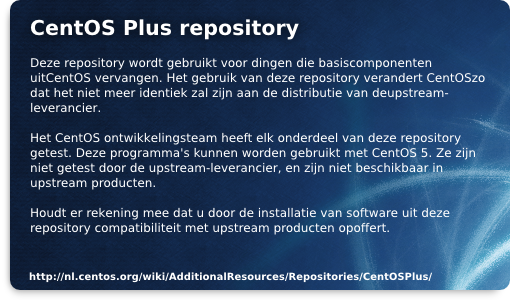 CentOS Plus repository
Deze repository wordt gebruikt voor dingen die basiscomponenten
uitCentOS vervangen. Het gebruik van deze repository verandert CentOSzo
dat het niet meer identiek zal zijn aan de distributie van deupstream-
leverancier.
Het CentOS ontwikkelingsteam heeft elk onderdeel van deze repository
getest. Deze programma's kunnen worden gebruikt met CentOS 5. Ze zijn
niet getest door de upstream-leverancier, en zijn niet beschikbaar in
upstream producten.
Houdt er rekening mee dat u door de installatie van software uit deze
repository compatibiliteit met upstream producten opoffert.
http://nl.centos.org/wiki/AdditionalResources/Repositories/CentOSPlus/